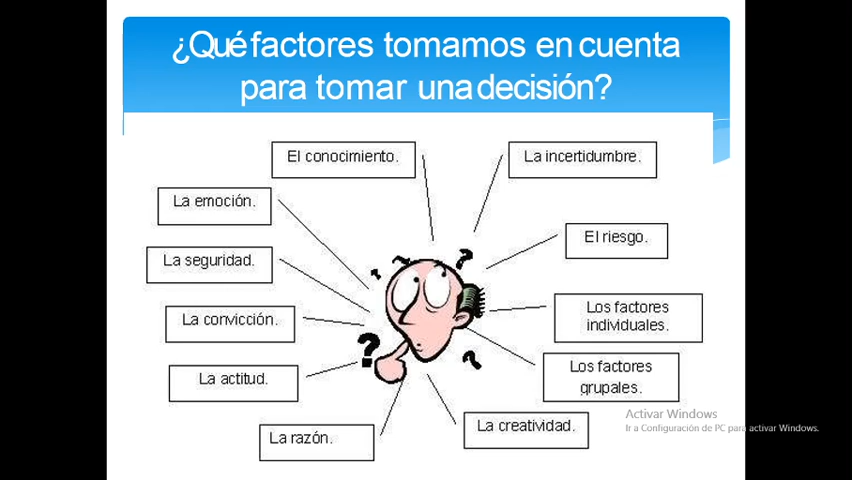 ¿Qué factores tomamos en cuenta
para tomar una decisión?
El conocimiento.
La incertidumbre.
La emoción.
El riesgo.
La seguridad.
Los factores
individuales.
La convicción.
Los factores
grupales.
La actitud.
La creatividad.
La razón.
Activar Windows
Ir a Configuración de PC para activar Windows.